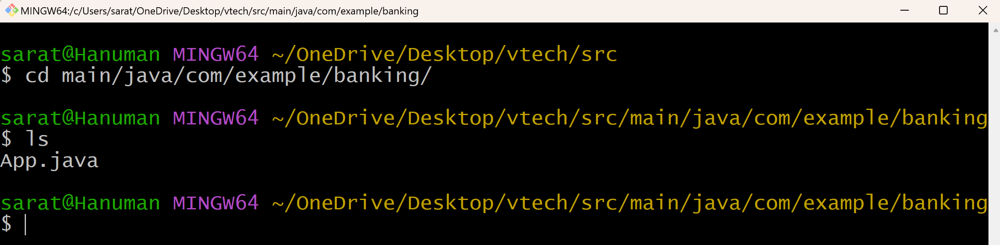 MINGW64:/c/Users/sarat/OneDrive/Desktop/vtech/src/main/java/com/example/banking
sarat@Hanuman MINGW64 ~/OneDrive/Desktop/vtech/src
$ cd main/java/com/example/banking/
sarat@Hanuman MINGW64 ~/OneDrive/Desktop/vtech/src/main/java/com/example/banking
$ ls
App.java
sarat@Hanuman MINGW64 ~/OneDrive/Desktop/vtech/src/main/java/com/example/banking
$